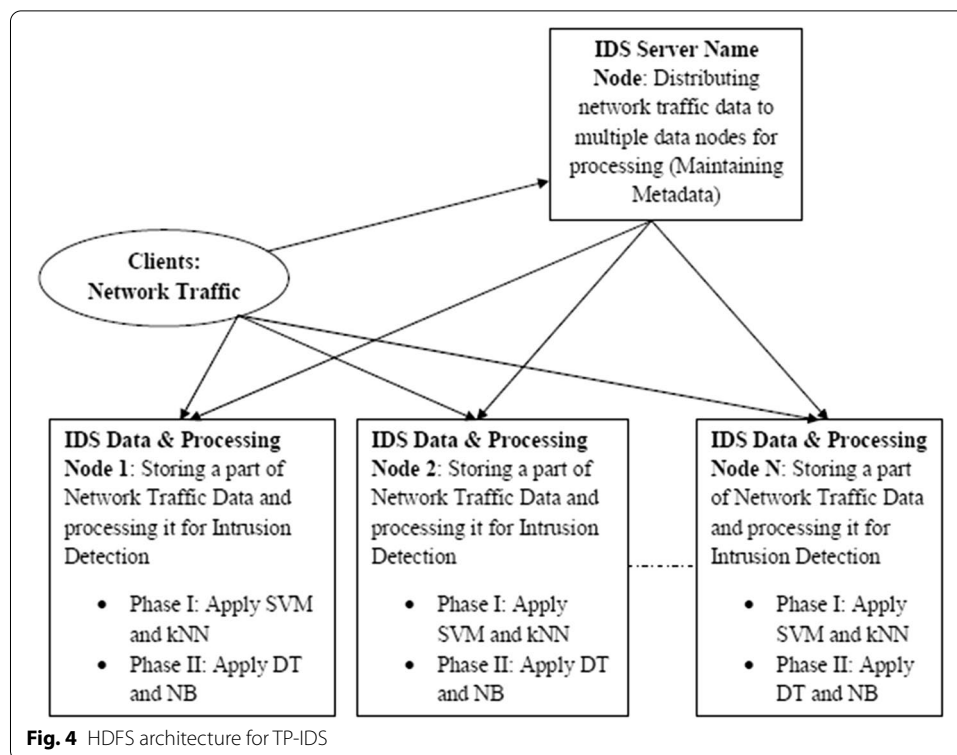 IDS Server Name
Node: Distributing
network traffic data to
multiple data nodes for
processing (Maintaining
Metadata)
Clients:
Network Traffic
IDS Data & Processing
Node 1: Storing a part of
Network Traffic Data and
processing it for Intrusion
Detection
• Phase I: Apply SVM
and kNN
• Phase II: Apply DT
and NB
IDS Data & Processing
Node 2: Storing a part of
Network Traffic Data and
processing it for Intrusion
Detection
• Phase I: Apply
SVM and kNN
• Phase II: Apply DT
and NB
IDS Data & Processing
Node N: Storing a part
of Network Traffic Data
and processing it for
Intrusion Detection
• Phase I: Apply
SVM and kNN
• Phase II: Apply
DT and NB
Fig. 4 HDFS architecture for TP-IDS